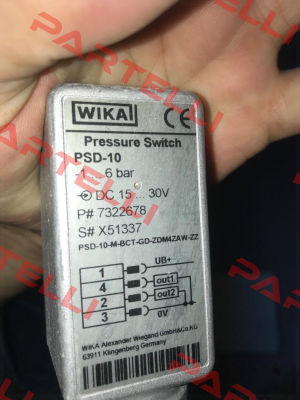 WIKA CE
Pressure Switch
PSD-10
-1 ... 6 bar
DC 15 ... 30V
P# 7322678
S# X51337
PSD-10-M-BCT-GD-ZDM4ZAW-ZZ
1 UB+
4 out1
2 out2
3 0V
WIKA Alexander Wiegand GmbH&Co.KG
63911 Klingenberg Germany
PARTELLI
PARTELLI
PARTELLI